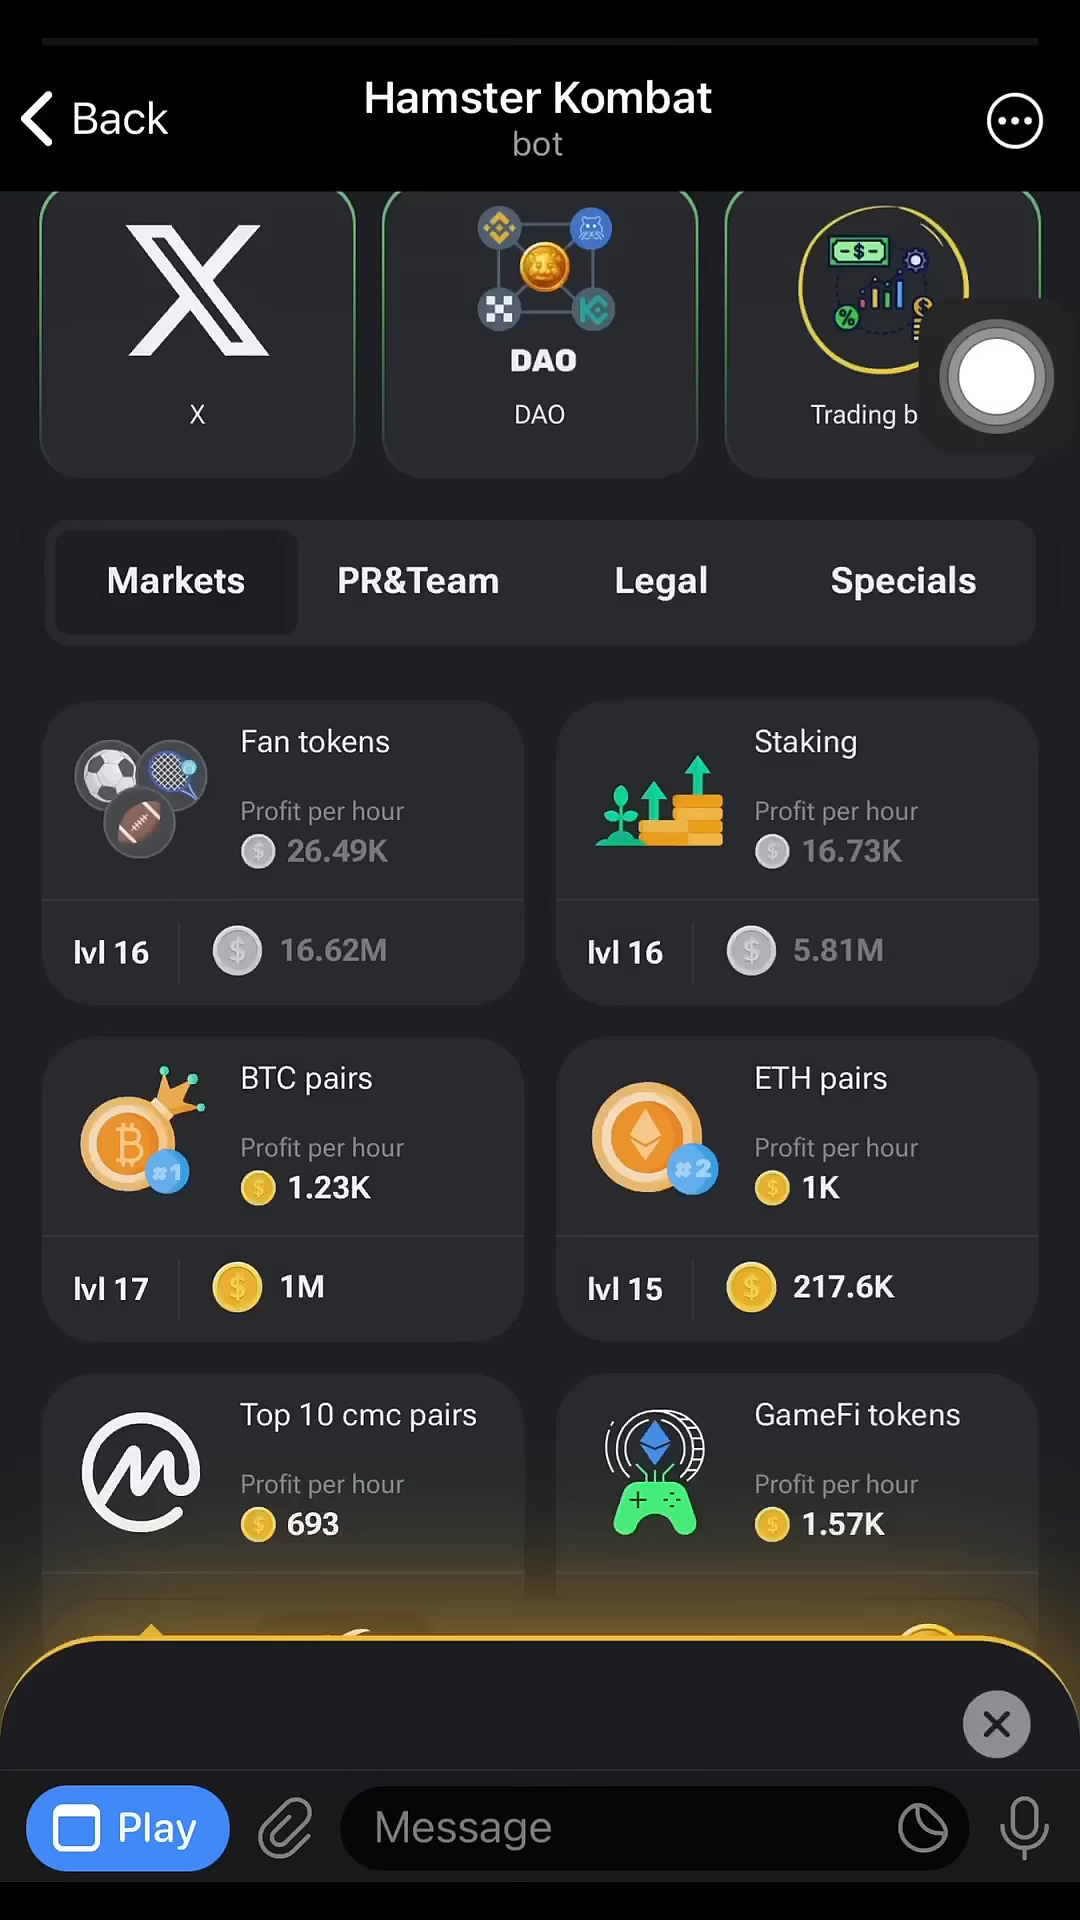 Back
Hamster Kombat
bot
X
DAO
DAO
Trading b
Markets
PR&Team
Legal
Specials
Fan tokens
Profit per hour
26.49K
lvl 16
16.62M
Staking
Profit per hour
16.73K
lvl 16
5.81M
BTC pairs
#1
Profit per hour
1.23K
lvl 17
1M
ETH pairs
#2
Profit per hour
1K
lvl 15
217.6K
Top 10 cmc pairs
Profit per hour
693
GameFi tokens
Profit per hour
1.57K
Play
Message